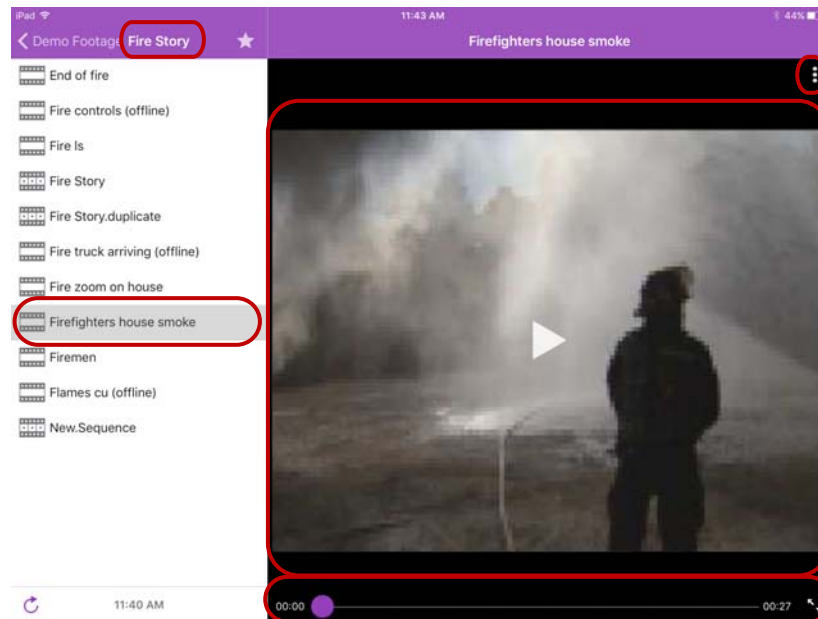 iPad 11:43 AM 44%
Demo Footage Fire Story Firefighters house smoke
End of fire
Fire controls (offline)
Fire ls
Fire Story
Fire Story.duplicate
Fire truck arriving (offline)
Fire zoom on house
Firefighters house smoke
Firemen
Flames cu (offline)
New.Sequence
11:40 AM 00:00 00:27